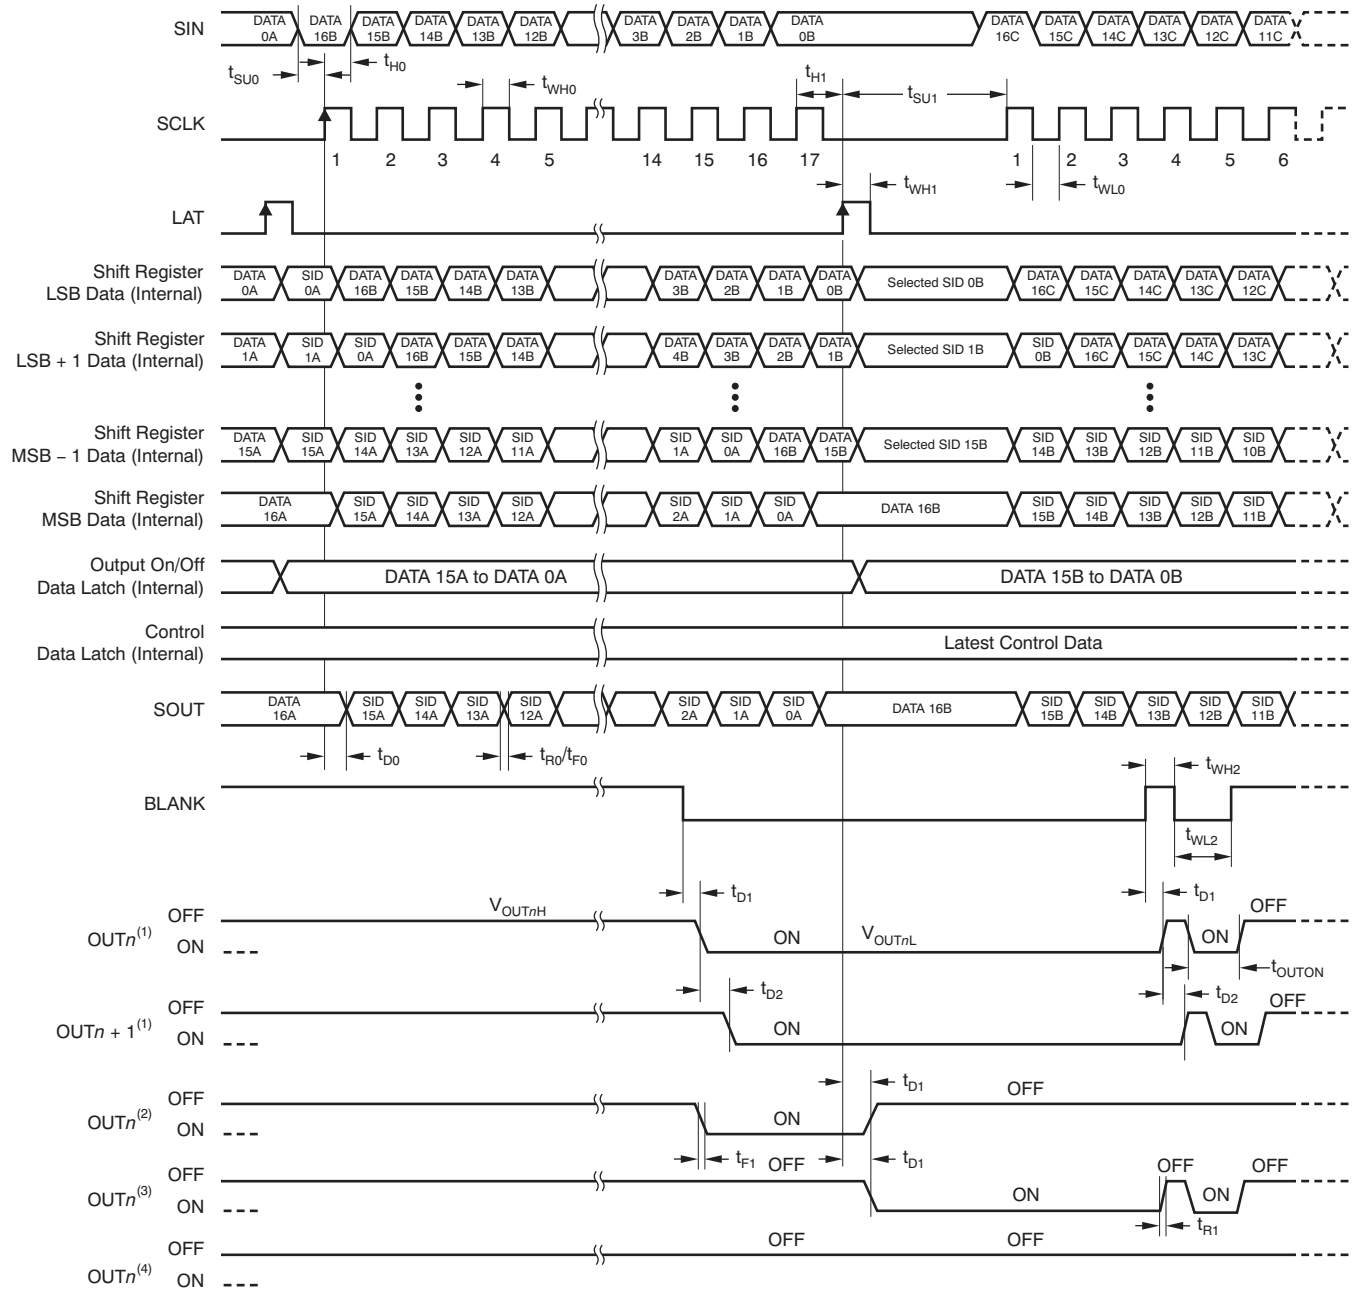 SIN
DATA 0A DATA 16B DATA 15B DATA 14B DATA 13B DATA 12B DATA 3B DATA 2B DATA 1B DATA 0B DATA 16C DATA 15C DATA 14C DATA 13C DATA 12C DATA 11C
tSU0 tH0 tWH0 tH1 tSU1
SCLK
1 2 3 4 5 14 15 16 17 1 2 3 4 5 6
tWH1 tWL0
LAT
Shift Register
LSB Data (Internal)
DATA 0A SID 0A DATA 16B DATA 15B DATA 14B DATA 13B DATA 3B DATA 2B DATA 1B DATA 0B Selected SID 0B DATA 16C DATA 15C DATA 14C DATA 13C DATA 12C
Shift Register
LSB + 1 Data (Internal)
DATA 1A SID 1A SID 0A DATA 16B DATA 15B DATA 14B DATA 4B DATA 3B DATA 2B DATA 1B Selected SID 1B SID 0B DATA 16C DATA 15C DATA 14C DATA 13C
Shift Register
MSB − 1 Data (Internal)
DATA 15A SID 15A SID 14A SID 13A SID 12A SID 11A SID 1A SID 0A DATA 16B DATA 15B Selected SID 15B SID 14B SID 13B SID 12B SID 11B SID 10B
Shift Register
MSB Data (Internal)
DATA 16A SID 15A SID 14A SID 13A SID 12A SID 2A SID 1A SID 0A DATA 16B SID 15B SID 14B SID 13B SID 12B SID 11B
Output On/Off
Data Latch (Internal)
DATA 15A to DATA 0A DATA 15B to DATA 0B
Control
Data Latch (Internal)
Latest Control Data
SOUT
DATA 16A SID 15A SID 14A SID 13A SID 12A SID 2A SID 1A SID 0A DATA 16B SID 15B SID 14B SID 13B SID 12B SID 11B
tD0 tR0/tF0 tWH2
BLANK
tWL2
tD1 tD1
OUTn(1) OFF ON
VOUTnH ON VOUTnL ON OFF
tOUTON
tD2 tD2
OUTn + 1(1) OFF ON
ON ON OFF
tD1
OUTn(2) OFF ON
ON OFF
tF1 tD1
OUTn(3) OFF ON
OFF ON OFF ON OFF
tR1
OUTn(4) OFF ON
OFF OFF